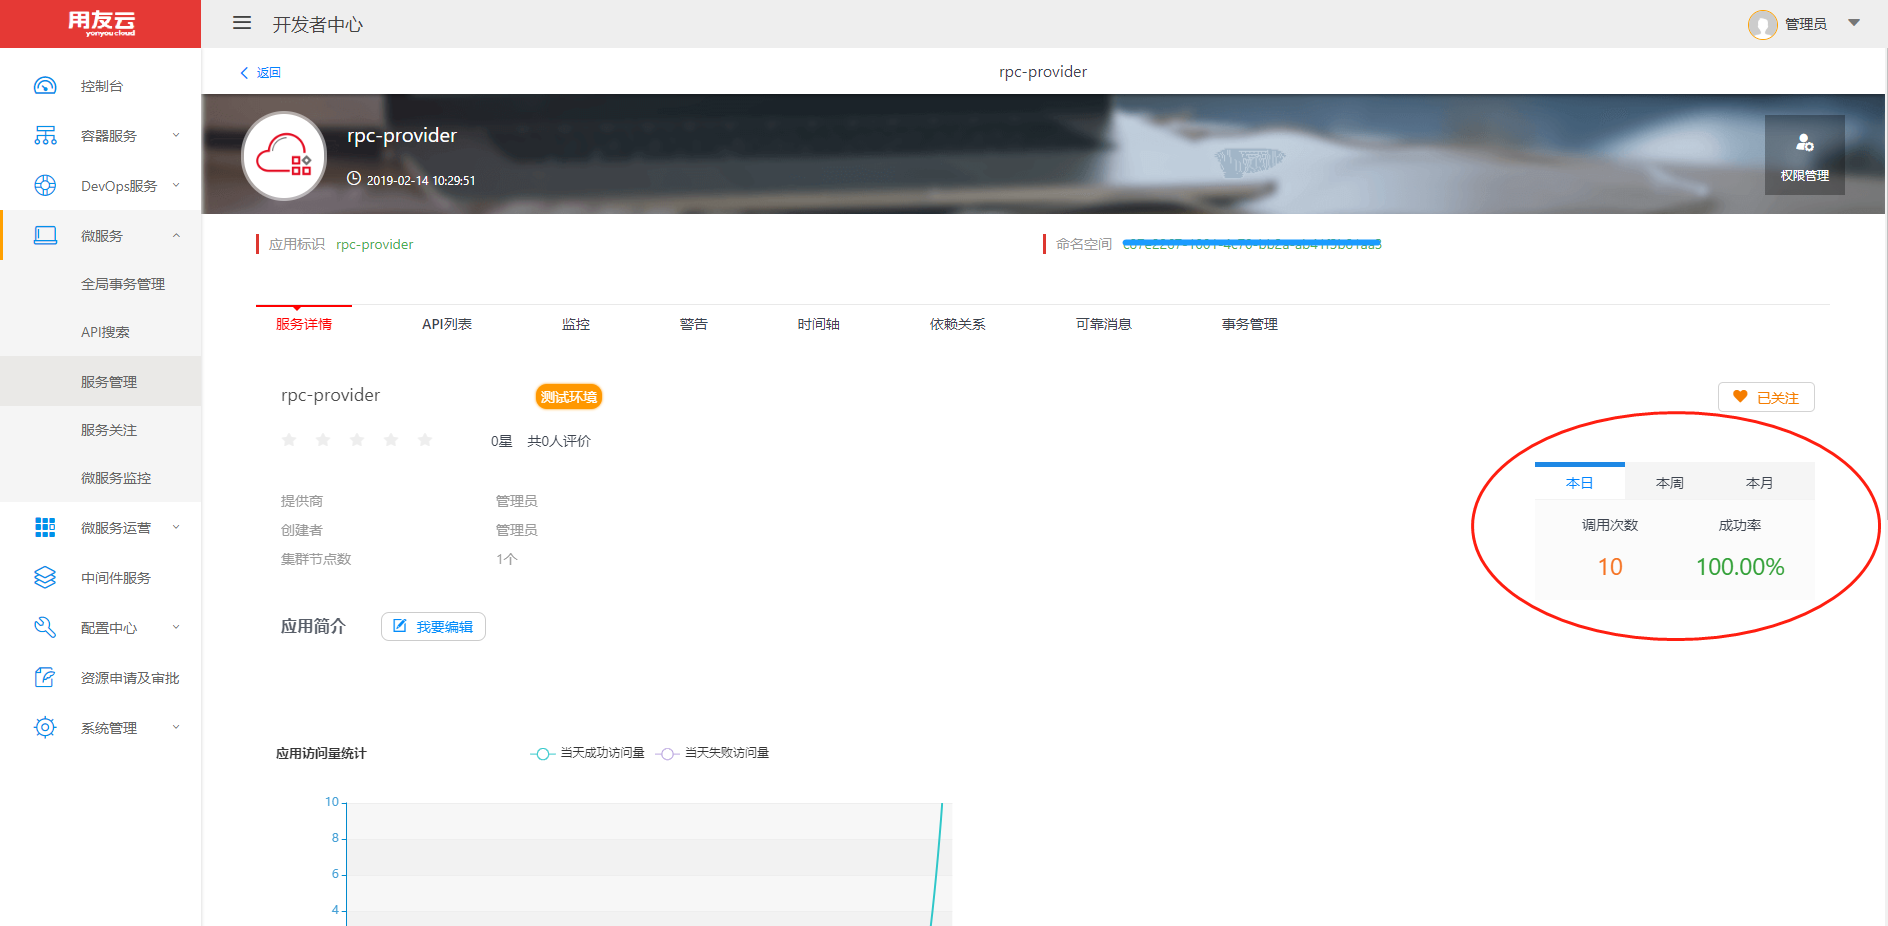 用友云
yonyou cloud
开发者中心
管理员
控制台
容器服务
DevOps服务
微服务
全局事务管理
API搜索
服务管理
服务关注
微服务监控
微服务运营
中间件服务
配置中心
资源申请及审批
系统管理
返回
rpc-provider
rpc-provider
2019-02-14 10:29:51
权限管理
应用标识 rpc-provider
命名空间
服务详情 API列表 监控 警告 时间轴 依赖关系 可靠消息 事务管理
rpc-provider 测试环境
已关注
0星 共0人评价
提供商 管理员
创建者 管理员
集群节点数 1个
本日 本周 本月
调用次数 成功率
10 100.00%
应用简介 我要编辑
应用访问量统计 当天成功访问量 当天失败访问量
10
8
6
4